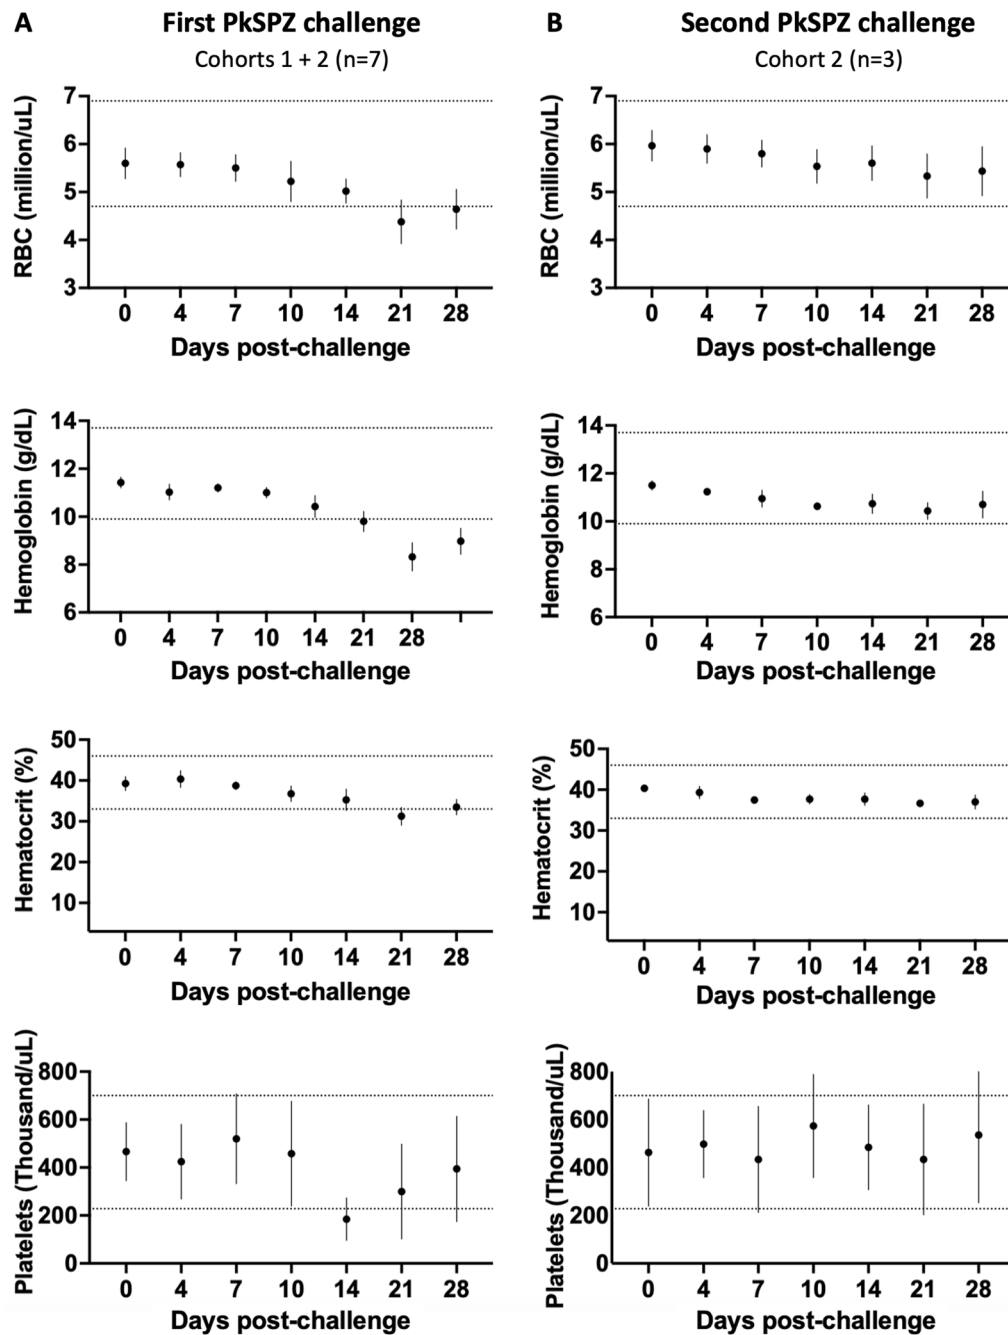 A First PkSPZ challenge
Cohorts 1 + 2 (n=7)
7
6
5
4
3
RBC (million/uL)
0 4 7 10 14 21 28
Days post-challenge
14
12
10
8
6
Hemoglobin (g/dL)
0 4 7 10 14 21 28
Days post-challenge
50
40
30
20
10
Hematocrit (%)
0 4 7 10 14 21 28
Days post-challenge
800
600
400
200
0
Platelets (Thousand/uL)
0 4 7 10 14 21 28
Days post-challenge
B Second PkSPZ challenge
Cohort 2 (n=3)
7
6
5
4
3
RBC (million/uL)
0 4 7 10 14 21 28
Days post-challenge
14
12
10
8
6
Hemoglobin (g/dL)
0 4 7 10 14 21 28
Days post-challenge
50
40
30
20
10
Hematocrit (%)
0 4 7 10 14 21 28
Days post-challenge
800
600
400
200
0
Platelets (Thousand/uL)
0 4 7 10 14 21 28
Days post-challenge